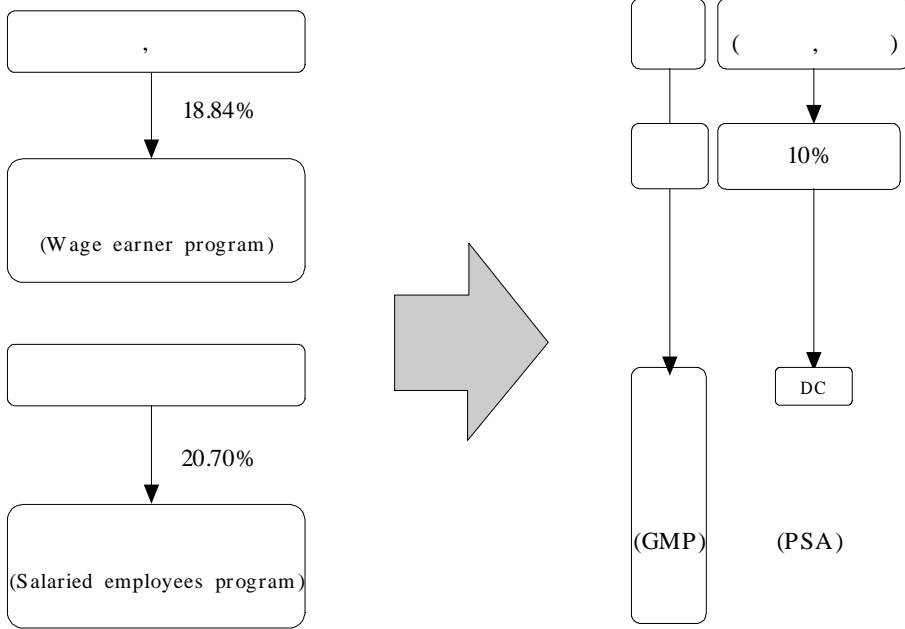 ,
18.84%
(Wage earner program)
20.70%
(Salaried employees program)
( , )
10%
DC
(GMP)
(PSA)